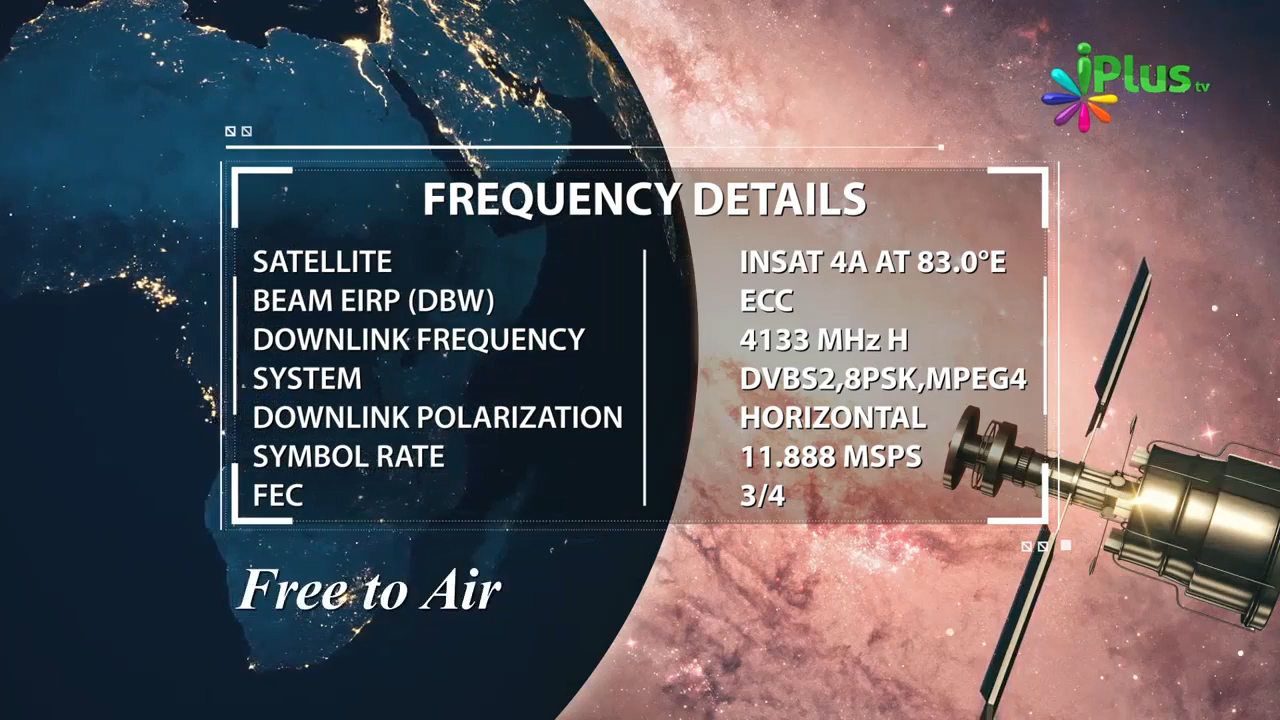 iPlus tv
FREQUENCY DETAILS
SATELLITE INSAT 4A AT 83.0°E
BEAM EIRP (DBW) ECC
DOWNLINK FREQUENCY 4133 MHz H
SYSTEM DVBS2,8PSK,MPEG4
DOWNLINK POLARIZATION HORIZONTAL
SYMBOL RATE 11.888 MSPS
FEC 3/4
Free to Air